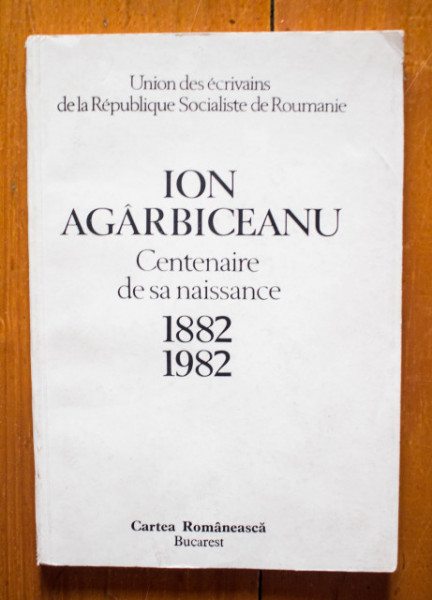 Union des écrivains
de la République Socialiste de Roumanie
ION
AGÂRBICEANU
Centenaire
de sa naissance
1882
1982
Cartea Românească
Bucarest